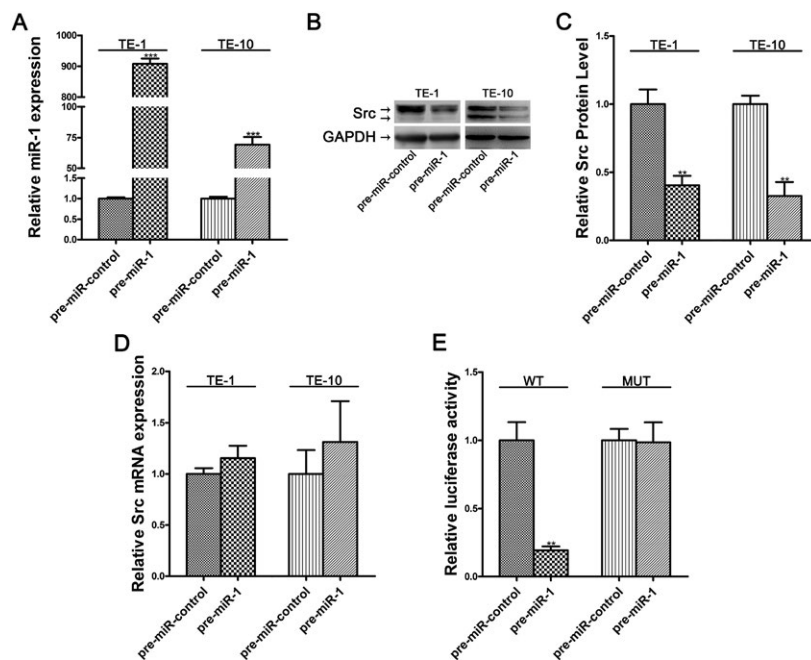 A
Relative miR-1 expression
TE-1
TE-10
1000
900
800
100
75
50
1.5
1.0
0.5
0.0
***
***
pre-miR-control
pre-miR-1
pre-miR-control
pre-miR-1
B
TE-1
TE-10
Src →
→
GAPDH →
pre-miR-control
pre-miR-1
pre-miR-control
pre-miR-1
C
Relative Src Protein Level
TE-1
TE-10
1.5
1.0
0.5
0.0
**
**
pre-miR-control
pre-miR-1
pre-miR-control
pre-miR-1
D
Relative Src mRNA expression
TE-1
TE-10
2.0
1.5
1.0
0.5
0.0
pre-miR-control
pre-miR-1
pre-miR-control
pre-miR-1
E
Relative luciferase activity
WT
MUT
1.5
1.0
0.5
0.0
**
pre-miR-control
pre-miR-1
pre-miR-control
pre-miR-1